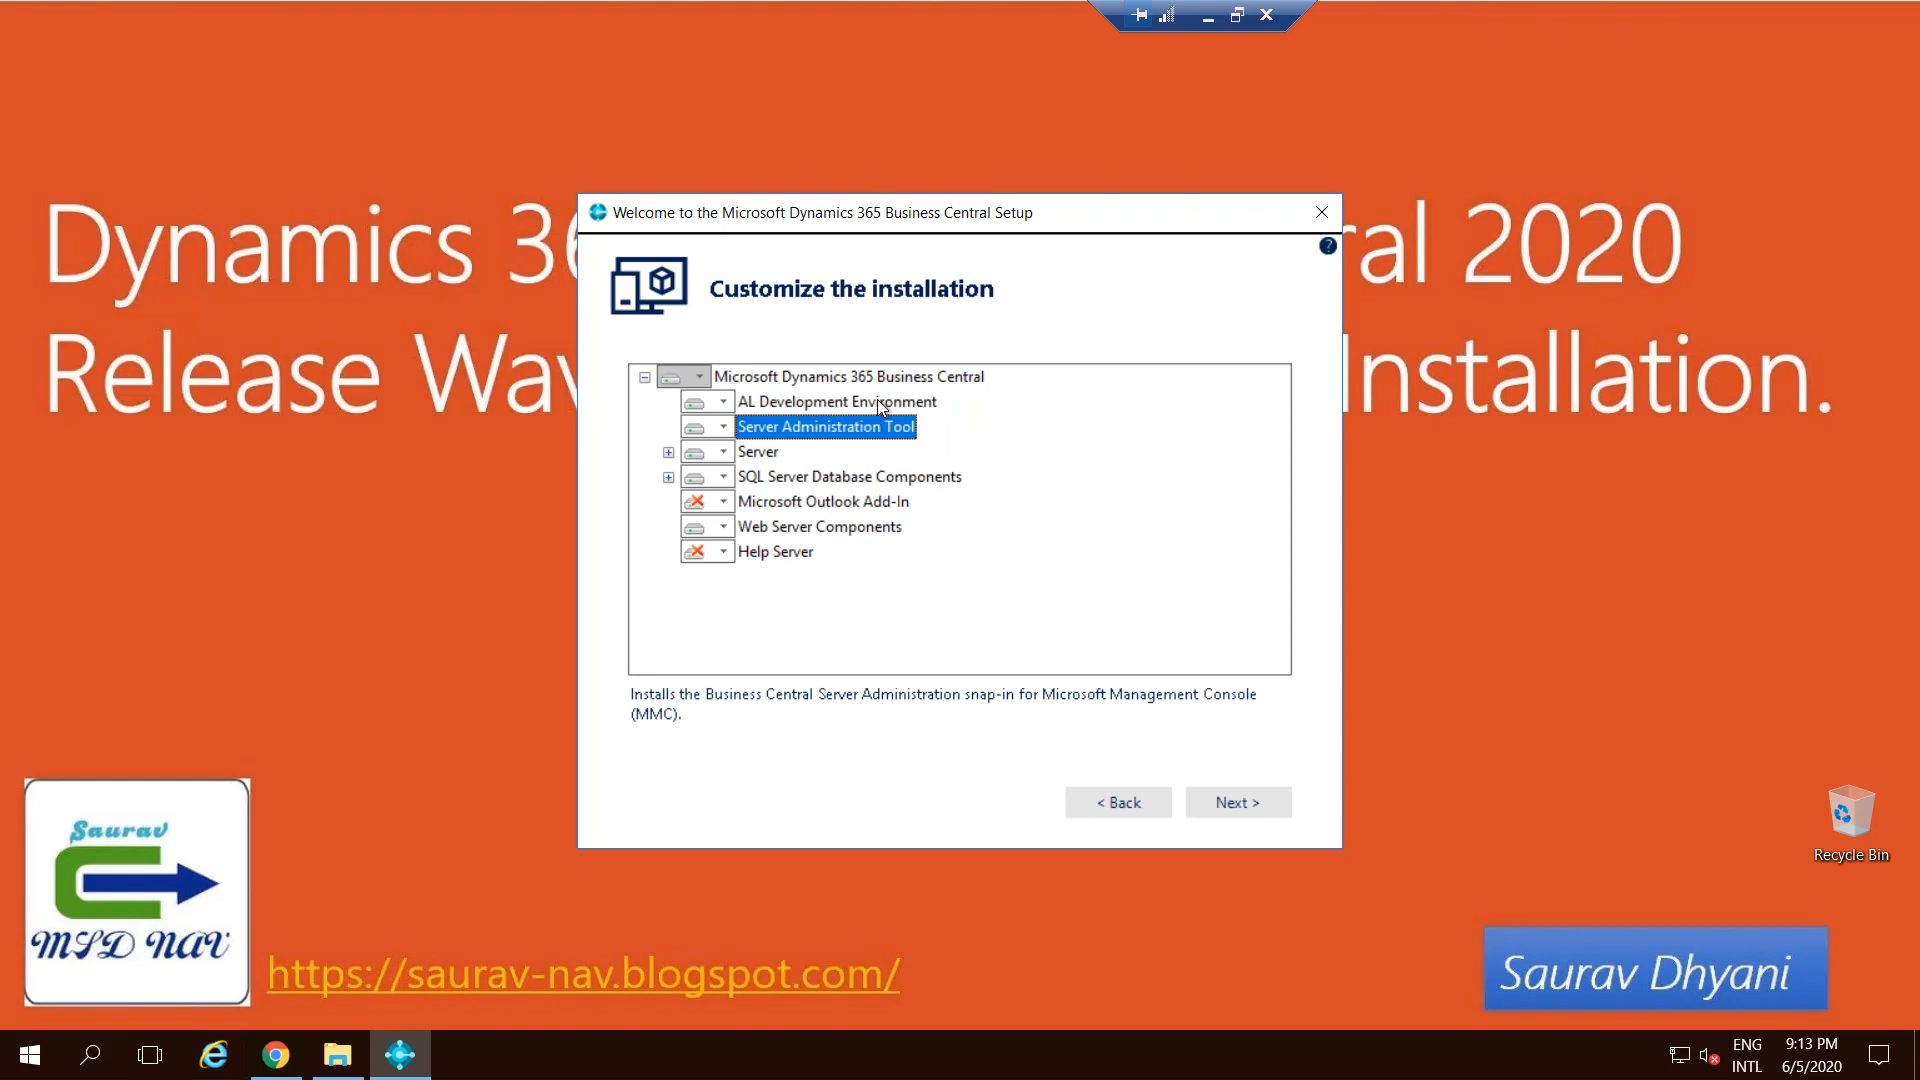 Dynamics 36
ral 2020
Release Wav
Installation.
Welcome to the Microsoft Dynamics 365 Business Central Setup
?
Customize the installation
Microsoft Dynamics 365 Business Central
AL Development Environment
Server Administration Tool
Server
SQL Server Database Components
Microsoft Outlook Add-In
Web Server Components
Help Server
Installs the Business Central Server Administration snap-in for Microsoft Management Console
(MMC).
< Back
Next >
Saurav
MSD NAV
https://saurav-nav.blogspot.com/
Saurav Dhyani
Recycle Bin
ENG
INTL
9:13 PM
6/5/2020